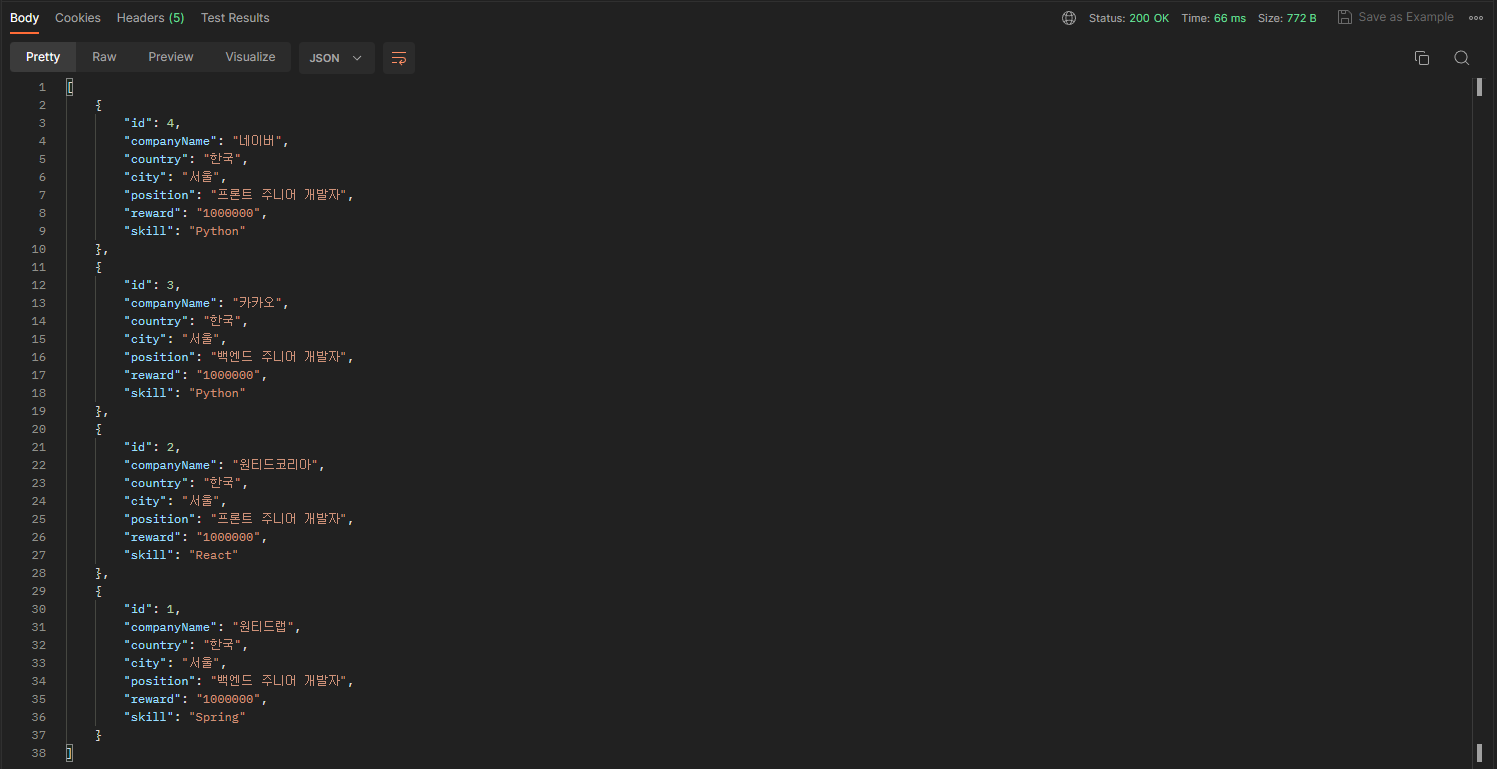 Body Cookies Headers (5) Test Results Status: 200 OK Time: 66 ms Size: 772 B Save as Example
Pretty Raw Preview Visualize JSON
1 [
2 {
3 "id": 4,
4 "companyName": "네이버",
5 "country": "한국",
6 "city": "서울",
7 "position": "프론트 주니어 개발자",
8 "reward": "1000000",
9 "skill": "Python"
10 },
11 {
12 "id": 3,
13 "companyName": "카카오",
14 "country": "한국",
15 "city": "서울",
16 "position": "백엔드 주니어 개발자",
17 "reward": "1000000",
18 "skill": "Python"
19 },
20 {
21 "id": 2,
22 "companyName": "원티드코리아",
23 "country": "한국",
24 "city": "서울",
25 "position": "프론트 주니어 개발자",
26 "reward": "1000000",
27 "skill": "React"
28 },
29 {
30 "id": 1,
31 "companyName": "원티드랩",
32 "country": "한국",
33 "city": "서울",
34 "position": "백엔드 주니어 개발자",
35 "reward": "1000000",
36 "skill": "Spring"
37 }
38 ]